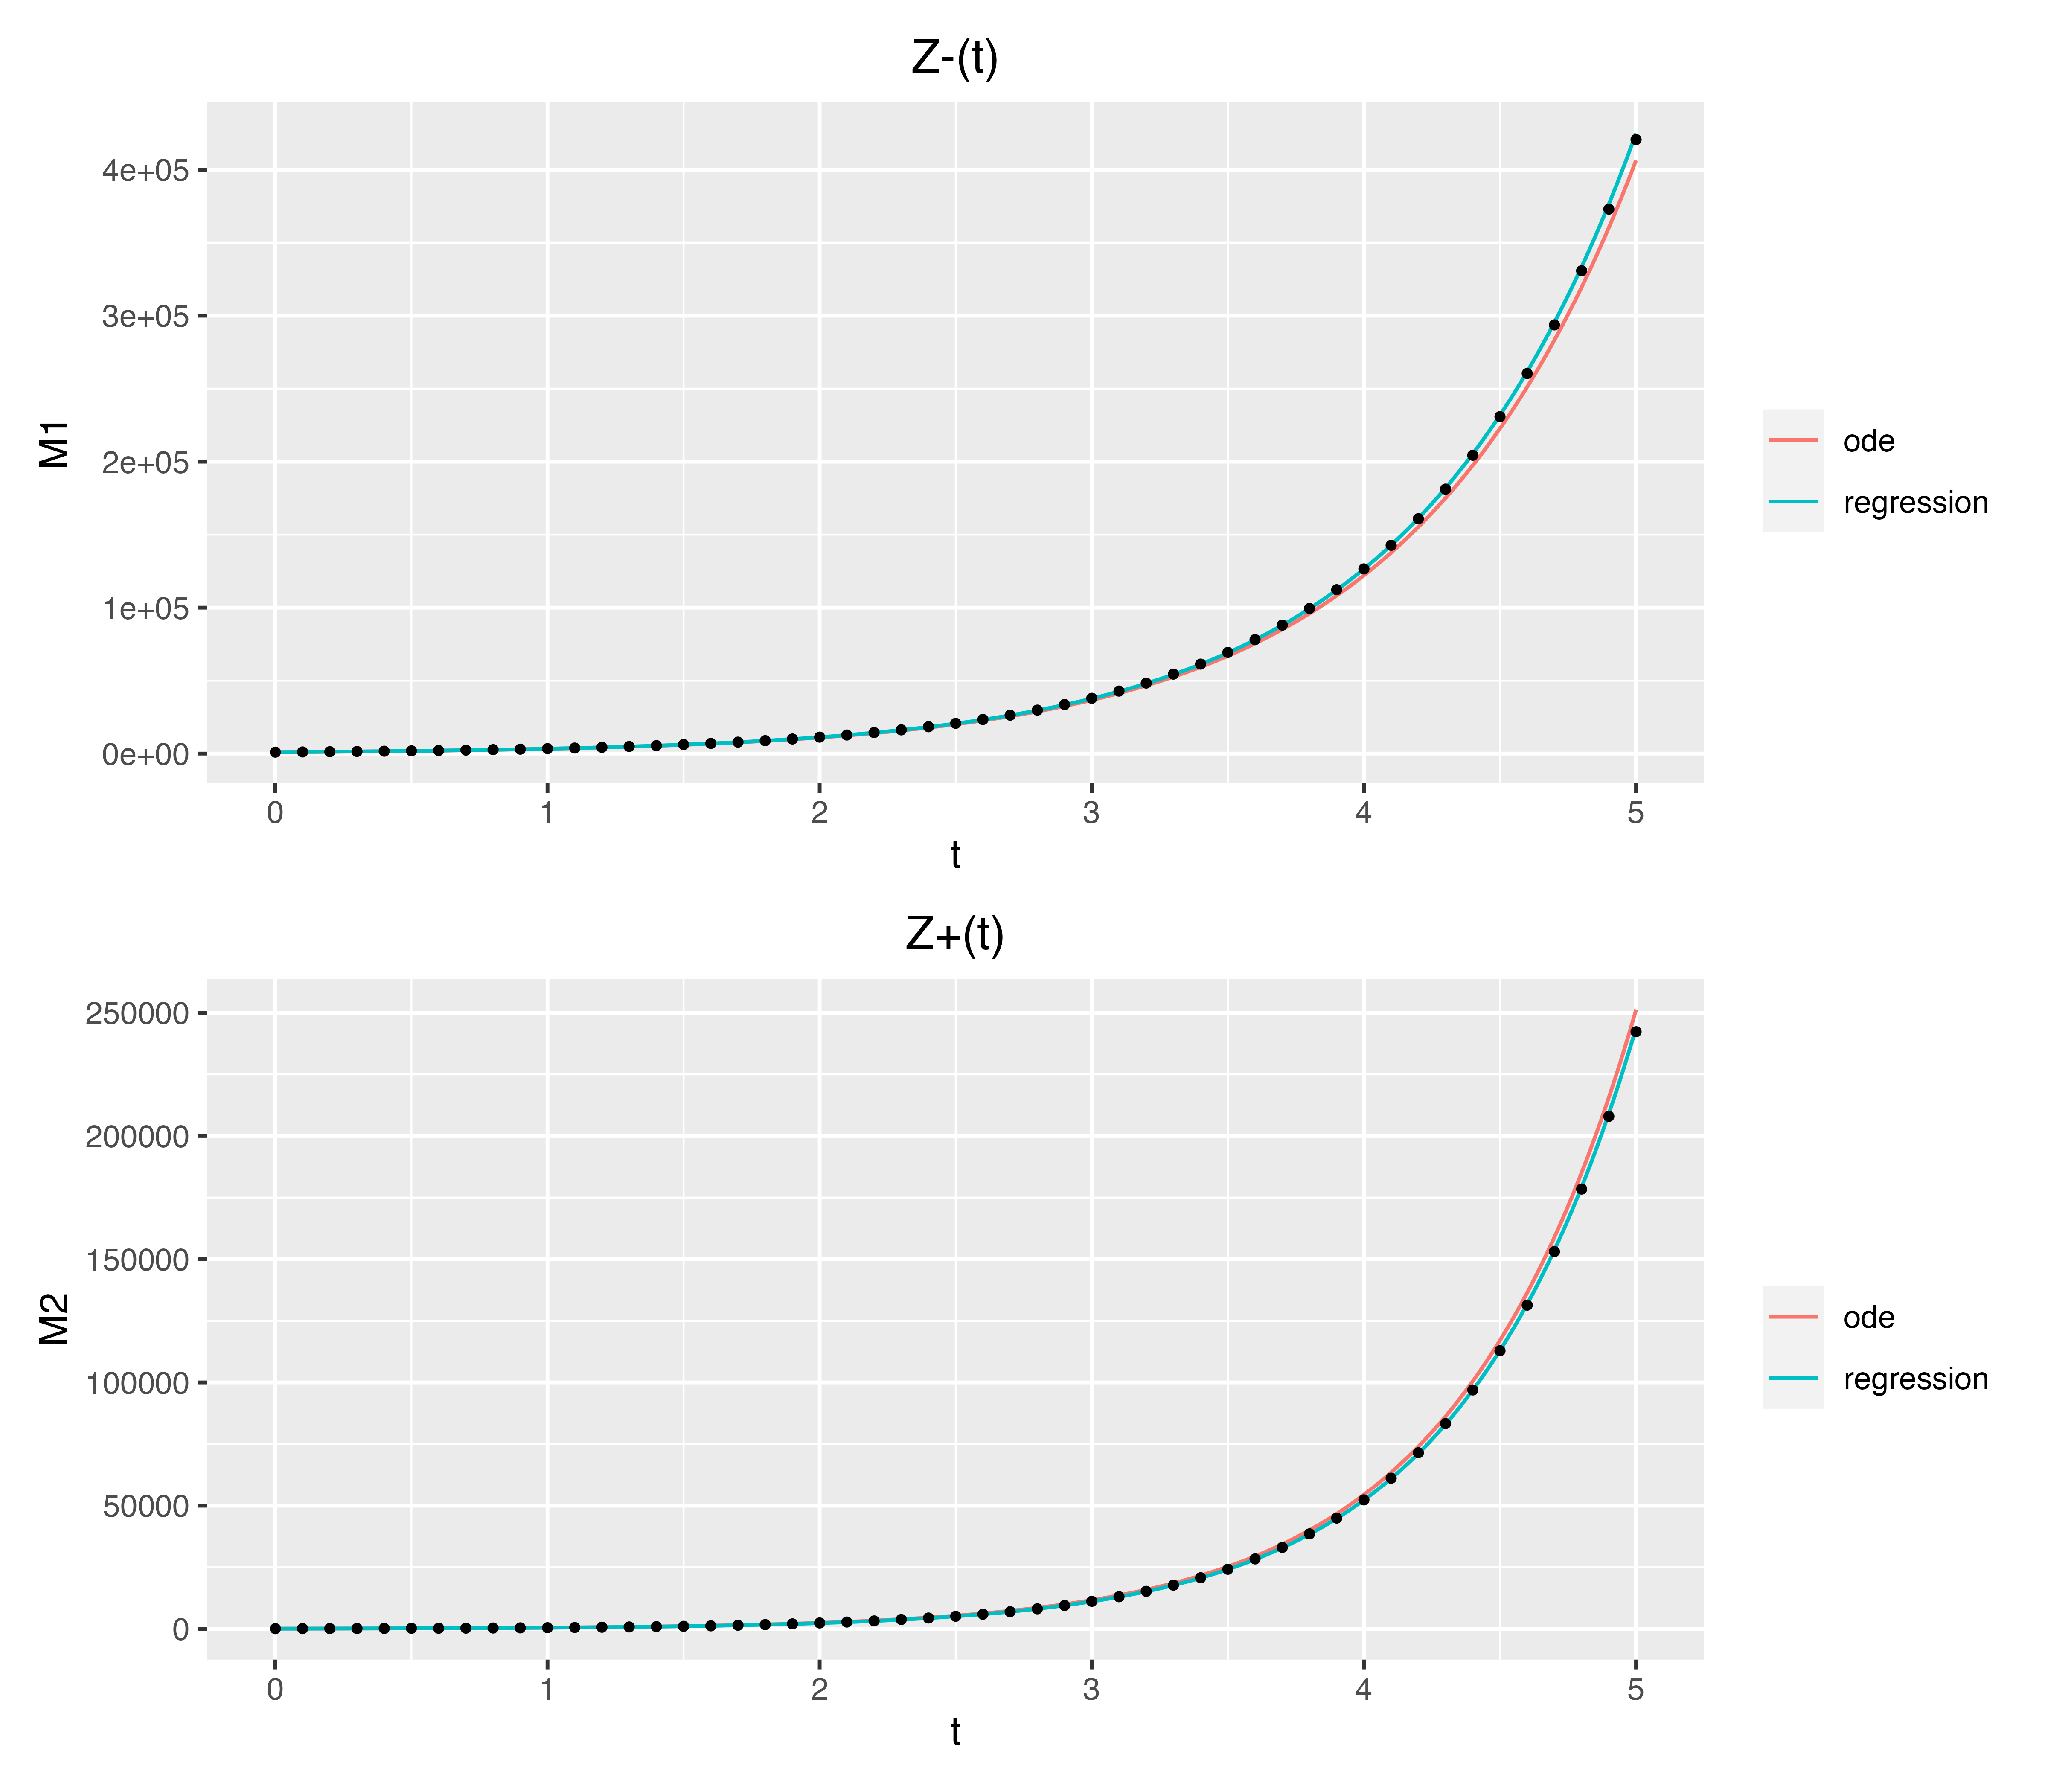 Z-(t)
M1
4e+05
3e+05
2e+05
1e+05
0e+00
0 1 2 3 4 5
t
ode
regression
Z+(t)
M2
250000
200000
150000
100000
50000
0
0 1 2 3 4 5
t
ode
regression